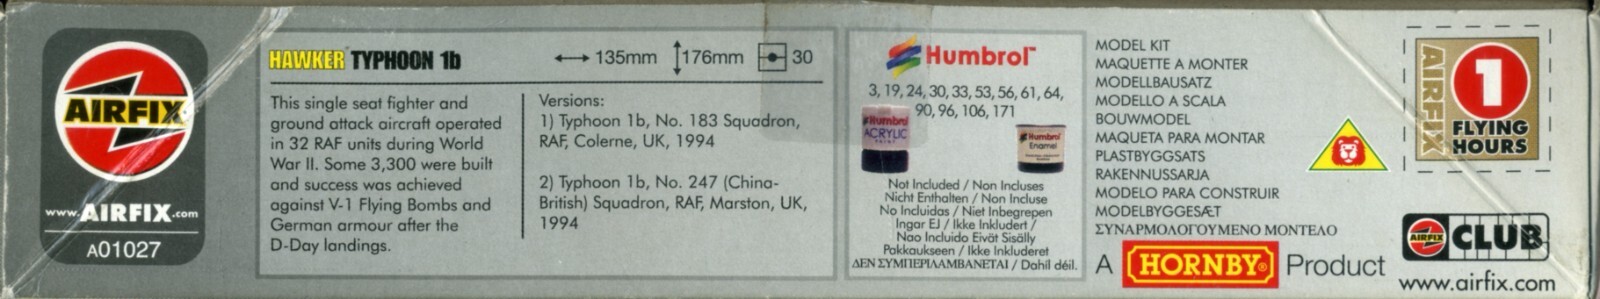 AIRFIX
www.AIRFIX.com
A01027
HAWKER TYPHOON 1b
135mm 176mm 30
This single seat fighter and
ground attack aircraft operated
in 32 RAF units during World
War II. Some 3,300 were built
and success was achieved
against V-1 Flying Bombs and
German armour after the
D-Day landings.
Versions:
1) Typhoon 1b, No. 183 Squadron,
RAF, Colerne, UK, 1994
2) Typhoon 1b, No. 247 (China-
British) Squadron, RAF, Marston, UK,
1994
Humbrol™
3, 19, 24, 30, 33, 53, 56, 61, 64,
90, 96, 106, 171
Humbrol
ACRYLIC
PAINT
Humbrol
Enamel
Not Included / Non Incluses
Nicht Enthalten / Non Incluse
No Incluidas / Niet Inbegrepen
Ingar EJ / Ikke Inkludert /
Nao Incluido Eivät Sisälly
Pakkaukseen / Ikke Inkluderet
ΔΕΝ ΣΥΜΠΕΡΙΛΑΜΒΑΝΕΤΑΙ / Dahil déil.
MODEL KIT
MAQUETTE A MONTER
MODELLBAUSATZ
MODELLO A SCALA
BOUWMODEL
MAQUETA PARA MONTAR
PLASTBYGGSATS
RAKENNUSSARJA
MODELO PARA CONSTRUIR
MODELBYGGESÆT
ΣΥΝΑΡΜΟΛΟΓΟΥΜΕΝΟ ΜΟΝΤΕΛΟ
A HORNBY® Product
AIRFIX
1
FLYING
HOURS
AIRFIX CLUB
www.airfix.com